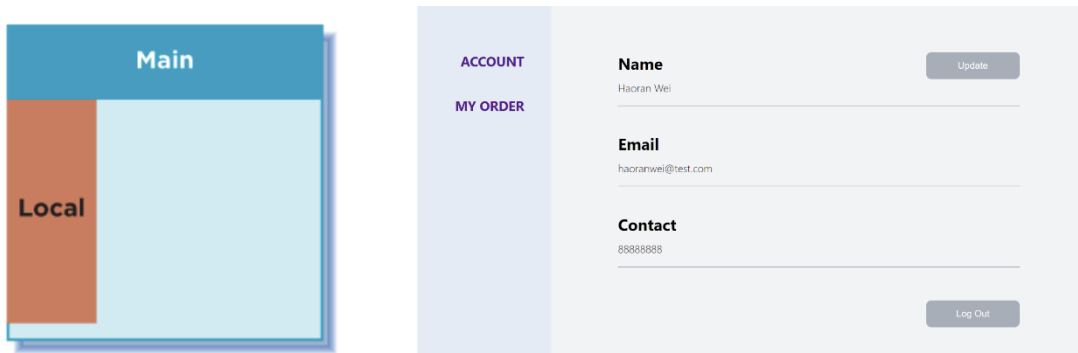 Main
Local
ACCOUNT
MY ORDER
Name
Update
Haoran Wei
Email
haoranwei@test.com
Contact
88888888
Log Out